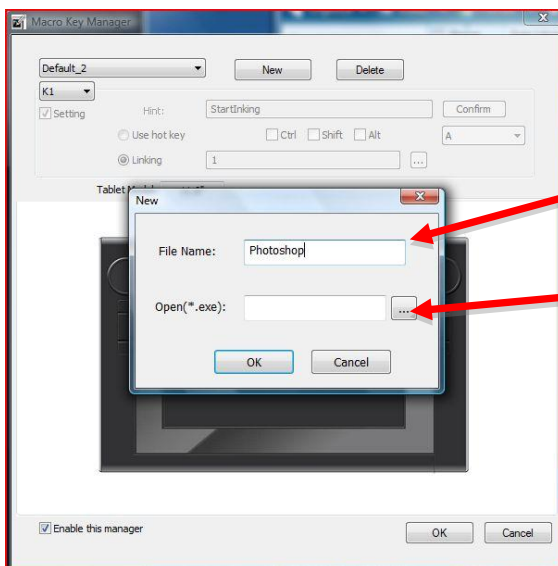 Macro Key Manager
Default_2 New Delete
K1
Setting Hint: StartInking Confirm
Use hot key Ctrl Shift Alt A
Linking 1 ...
Tablet
New
File Name: Photoshop
Open(*.exe): ...
OK Cancel
Enable this manager OK Cancel